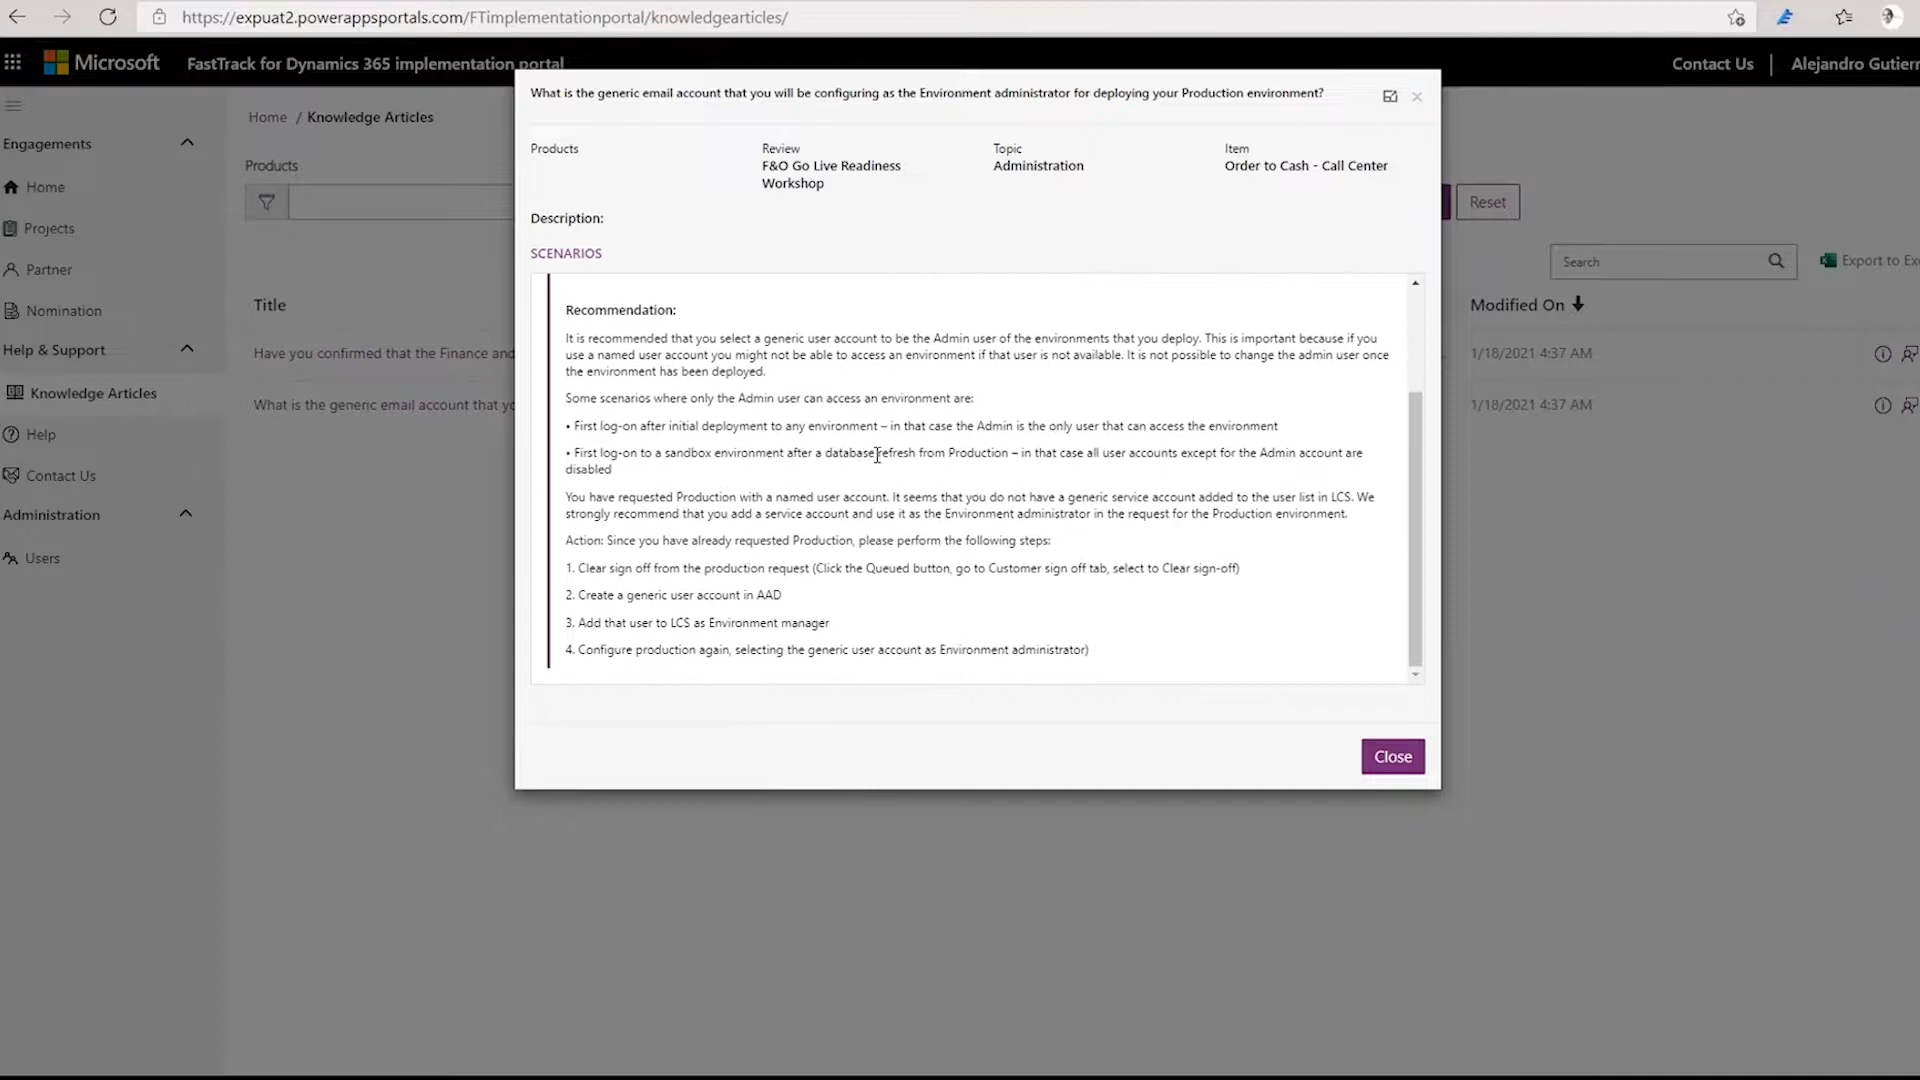 https://expuat2.powerappsportals.com/FTimplementationportal/knowledgearticles/
Microsoft
FastTrack for Dynamics 365 implementation portal
Contact Us
Alejandro Gutierr
Engagements
Home
Projects
Partner
Nomination
Help & Support
Knowledge Articles
Help
Contact Us
Administration
Users
Home / Knowledge Articles
Products
Reset
Search
Export to Exc
Title
Modified On
Have you confirmed that the Finance and
1/18/2021 4:37 AM
What is the generic email account that yo
1/18/2021 4:37 AM
What is the generic email account that you will be configuring as the Environment administrator for deploying your Production environment?
Products
Review
F&O Go Live Readiness
Workshop
Topic
Administration
Item
Order to Cash - Call Center
Description:
SCENARIOS
Recommendation:
It is recommended that you select a generic user account to be the Admin user of the environments that you deploy. This is important because if you
use a named user account you might not be able to access an environment if that user is not available. It is not possible to change the admin user once
the environment has been deployed.
Some scenarios where only the Admin user can access an environment are:
• First log-on after initial deployment to any environment – in that case the Admin is the only user that can access the environment
• First log-on to a sandbox environment after a database refresh from Production – in that case all user accounts except for the Admin account are
disabled
You have requested Production with a named user account. It seems that you do not have a generic service account added to the user list in LCS. We
strongly recommend that you add a service account and use it as the Environment administrator in the request for the Production environment.
Action: Since you have already requested Production, please perform the following steps:
1. Clear sign off from the production request (Click the Queued button, go to Customer sign off tab, select to Clear sign-off)
2. Create a generic user account in AAD
3. Add that user to LCS as Environment manager
4. Configure production again, selecting the generic user account as Environment administrator)
Close